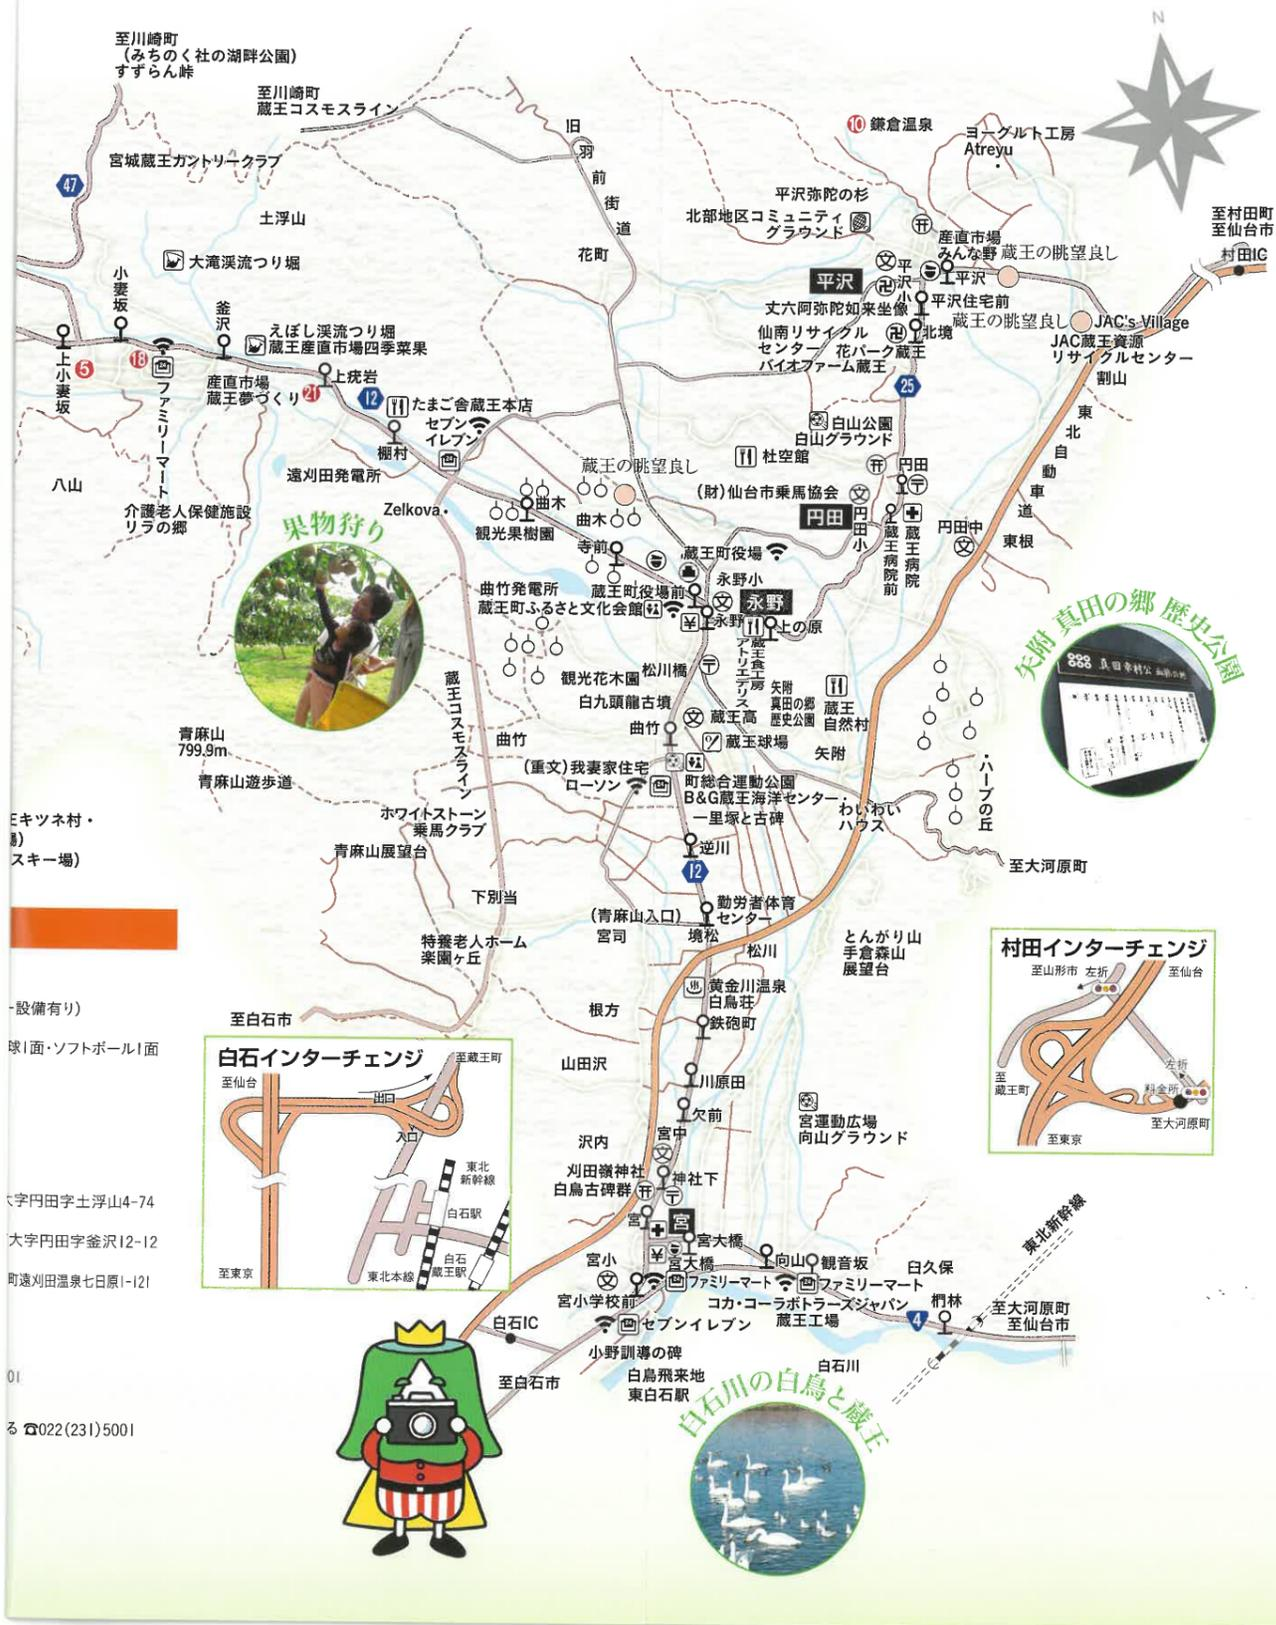 N
至川崎町
（みちのく杜の湖畔公園）
すずらん峠
至川崎町
蔵王コスモスライン
47
宮城蔵王カントリークラブ
土浮山
大滝渓流つり堀
旧羽前街道
花町
10 鎌倉温泉
ヨーグルト工房
Atreyu
平沢弥陀の杉
北部地区コミュニティ
グラウンド
産直市場
みんな野
蔵王の眺望良し
平沢
平沢
平沢小
丈六阿弥陀如来坐像
平沢住宅前
至村田町
至仙台市
村田IC
蔵王の眺望良し
JAC's Village
JAC蔵王資源
リサイクルセンター
割山
仙南リサイクル
センター
花パーク蔵王
バイオファーム蔵王
北境
25
東北自動車道
小妻坂
上小妻坂
5
18
釜沢
えぼし渓流つり堀
蔵王産直市場四季菜果
産直市場
蔵王夢づくり
21
上疣岩
12
ファミリーマート
たまご舎蔵王本店
セブン
イレブン
棚村
遠刈田発電所
八山
介護老人保健施設
リラの郷
白山公園
白山グラウンド
杜空館
蔵王の眺望良し
（財）仙台市乗馬協会
円田
円田
円田小
蔵王病院
蔵王病院前
円田中
東根
Zelkova
曲木
曲木
観光果樹園
寺前
果物狩り
蔵王町役場
永野小
曲竹発電所
蔵王町役場前
蔵王町ふるさと文化会館
永野
永野
上の原
蔵王食工房
アトリエデリス
松川橋
観光花木園
白九頭龍古墳
矢附
真田の郷
歴史公園
蔵王
自然村
矢附 真田の郷 歴史公園
真田幸村公
蔵王コスモスライン
曲竹
曲竹
蔵王高
蔵王球場
矢附
青麻山
799.9m
青麻山遊歩道
（重文）我妻家住宅
ローソン
町総合運動公園
B&G蔵王海洋センター
一里塚と古碑
わいわい
ハウス
ハーブの丘
至大河原町
ホワイトストーン
乗馬クラブ
青麻山展望台
王キツネ村・
スキー場）
逆川
12
下別当
勤労者体育
センター
（青麻山入口）
宮司
境松
松川
とんがり山
手倉森山
展望台
特養老人ホーム
楽園ヶ丘
黄金川温泉
白鳥荘
根方
鉄砲町
至白石市
山田沢
川原田
欠前
宮運動広場
向山グラウンド
沢内
宮中
刈田嶺神社
白鳥古碑群
神社下
宮
宮
宮大橋
宮大橋
宮小
ファミリーマート
宮小学校前
向山
観音坂
ファミリーマート
臼久保
コカ・コーラボトラーズジャパン
蔵王工場
4
椚林
至大河原町
至仙台市
東北新幹線
セブンイレブン
小野訓導の碑
白石IC
至白石市
白鳥飛来地
東白石駅
白石川
白石川の白鳥と蔵王
村田インターチェンジ
至山形市
左折
至仙台
至
蔵王町
左折
料金所
至大河原町
至東京
白石インターチェンジ
至仙台
至蔵王町
出口
入口
東北
新幹線
白石駅
白石
蔵王駅
至東京
東北本線
設備有り）
球1面・ソフトボール1面
大字円田字土浮山4-74
大字円田字釜沢12-12
町遠刈田温泉七日原1-121
01
る ☎022(231)5001